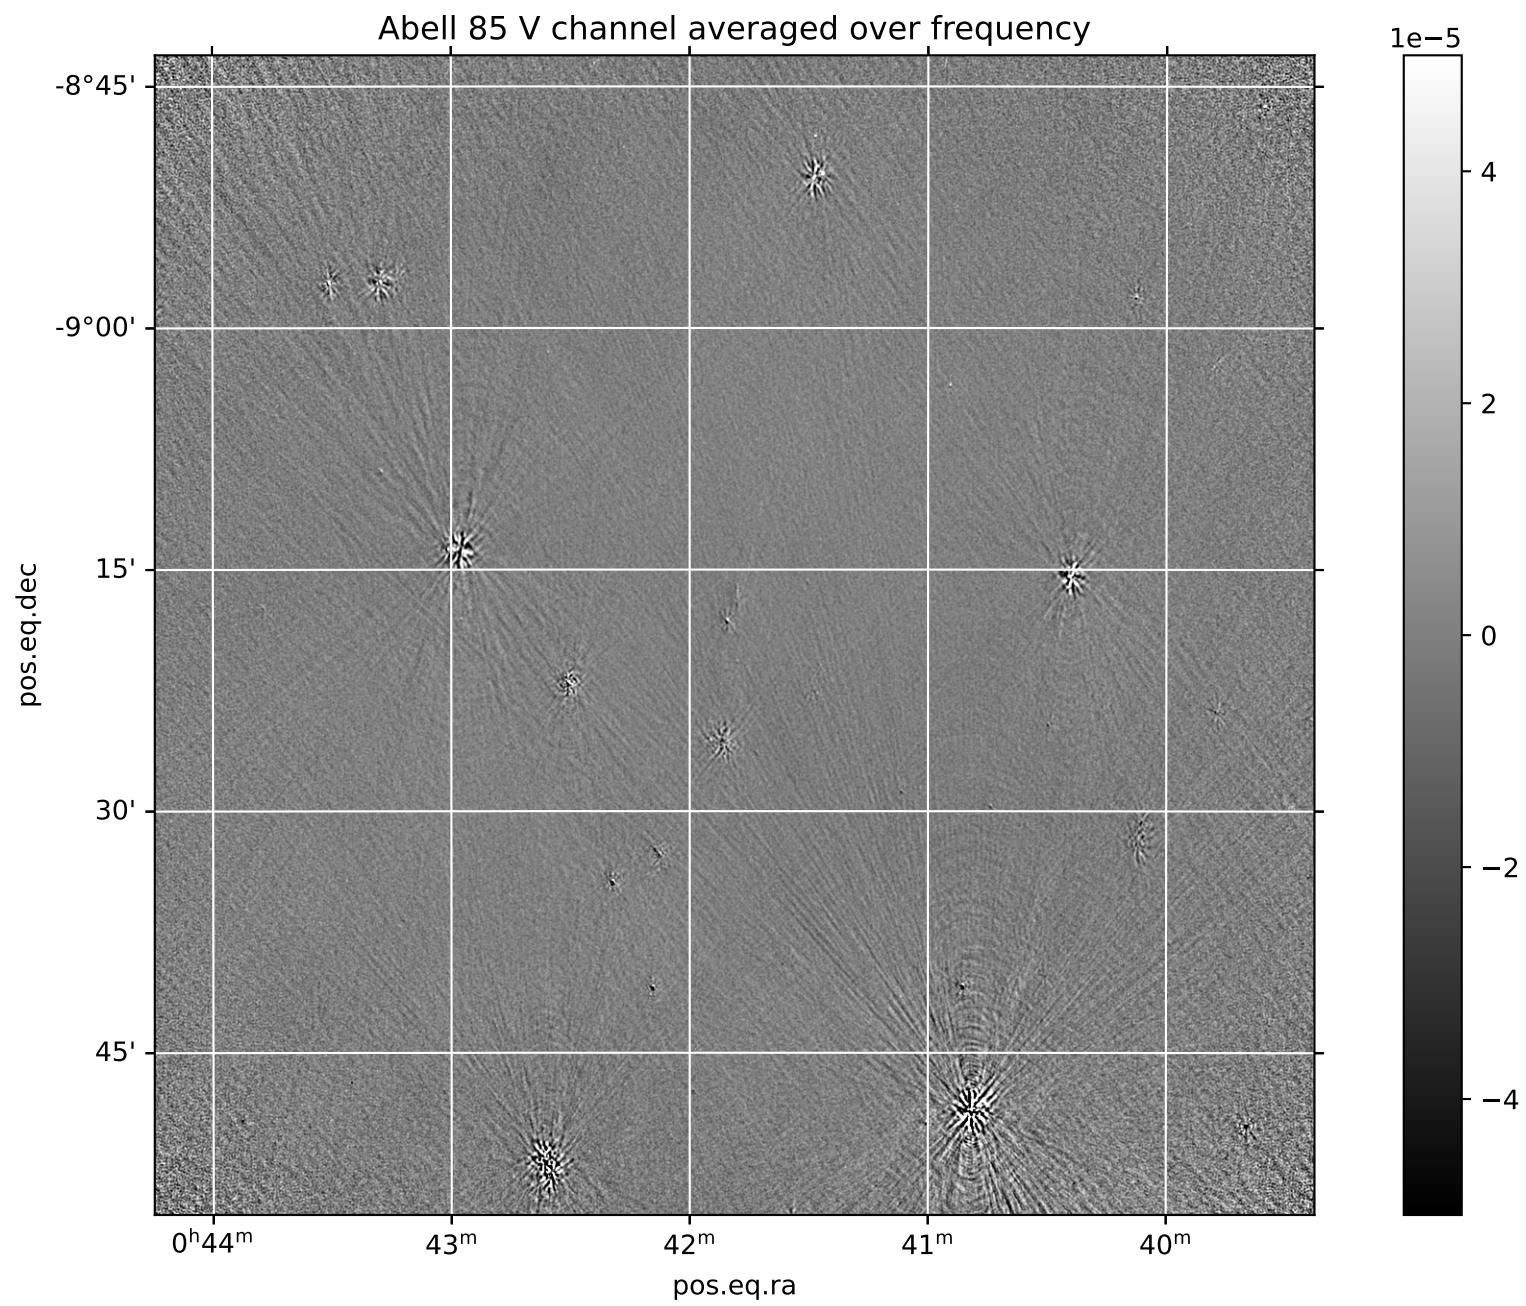 Abell 85 V channel averaged over frequency
1e−5
-8°45'
-9°00'
15'
30'
45'
pos.eq.dec
0ʰ44ᵐ
43ᵐ
42ᵐ
41ᵐ
40ᵐ
pos.eq.ra
4
2
0
−2
−4